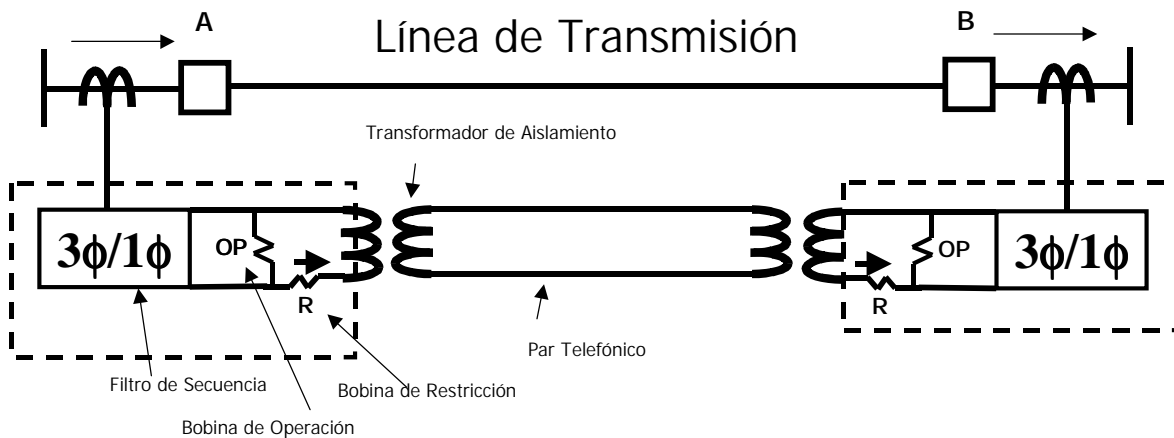 A
Línea de Transmisión
B
Transformador de Aislamiento
3ϕ/1ϕ
OP
R
OP
3ϕ/1ϕ
R
Par Telefónico
Filtro de Secuencia
Bobina de Restricción
Bobina de Operación